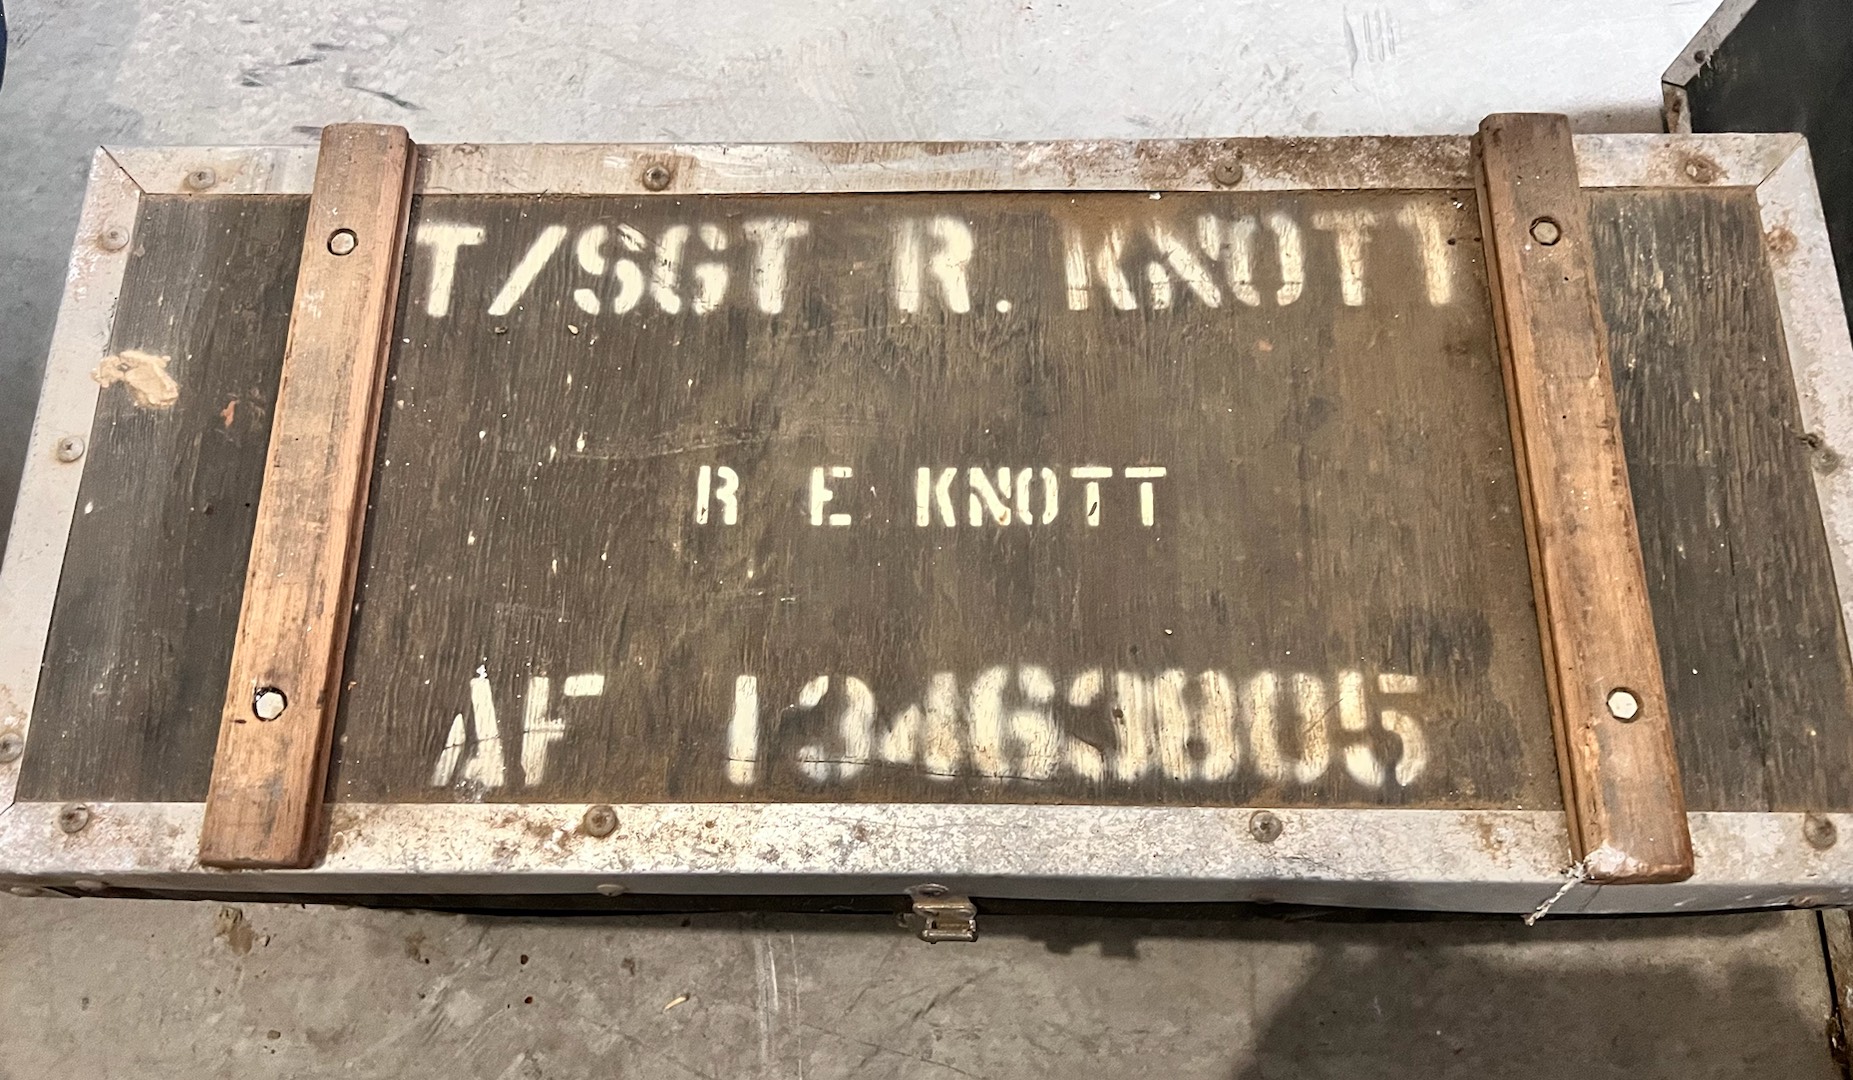 T/SGT R. KNOTT
R E KNOTT
AF 13463805